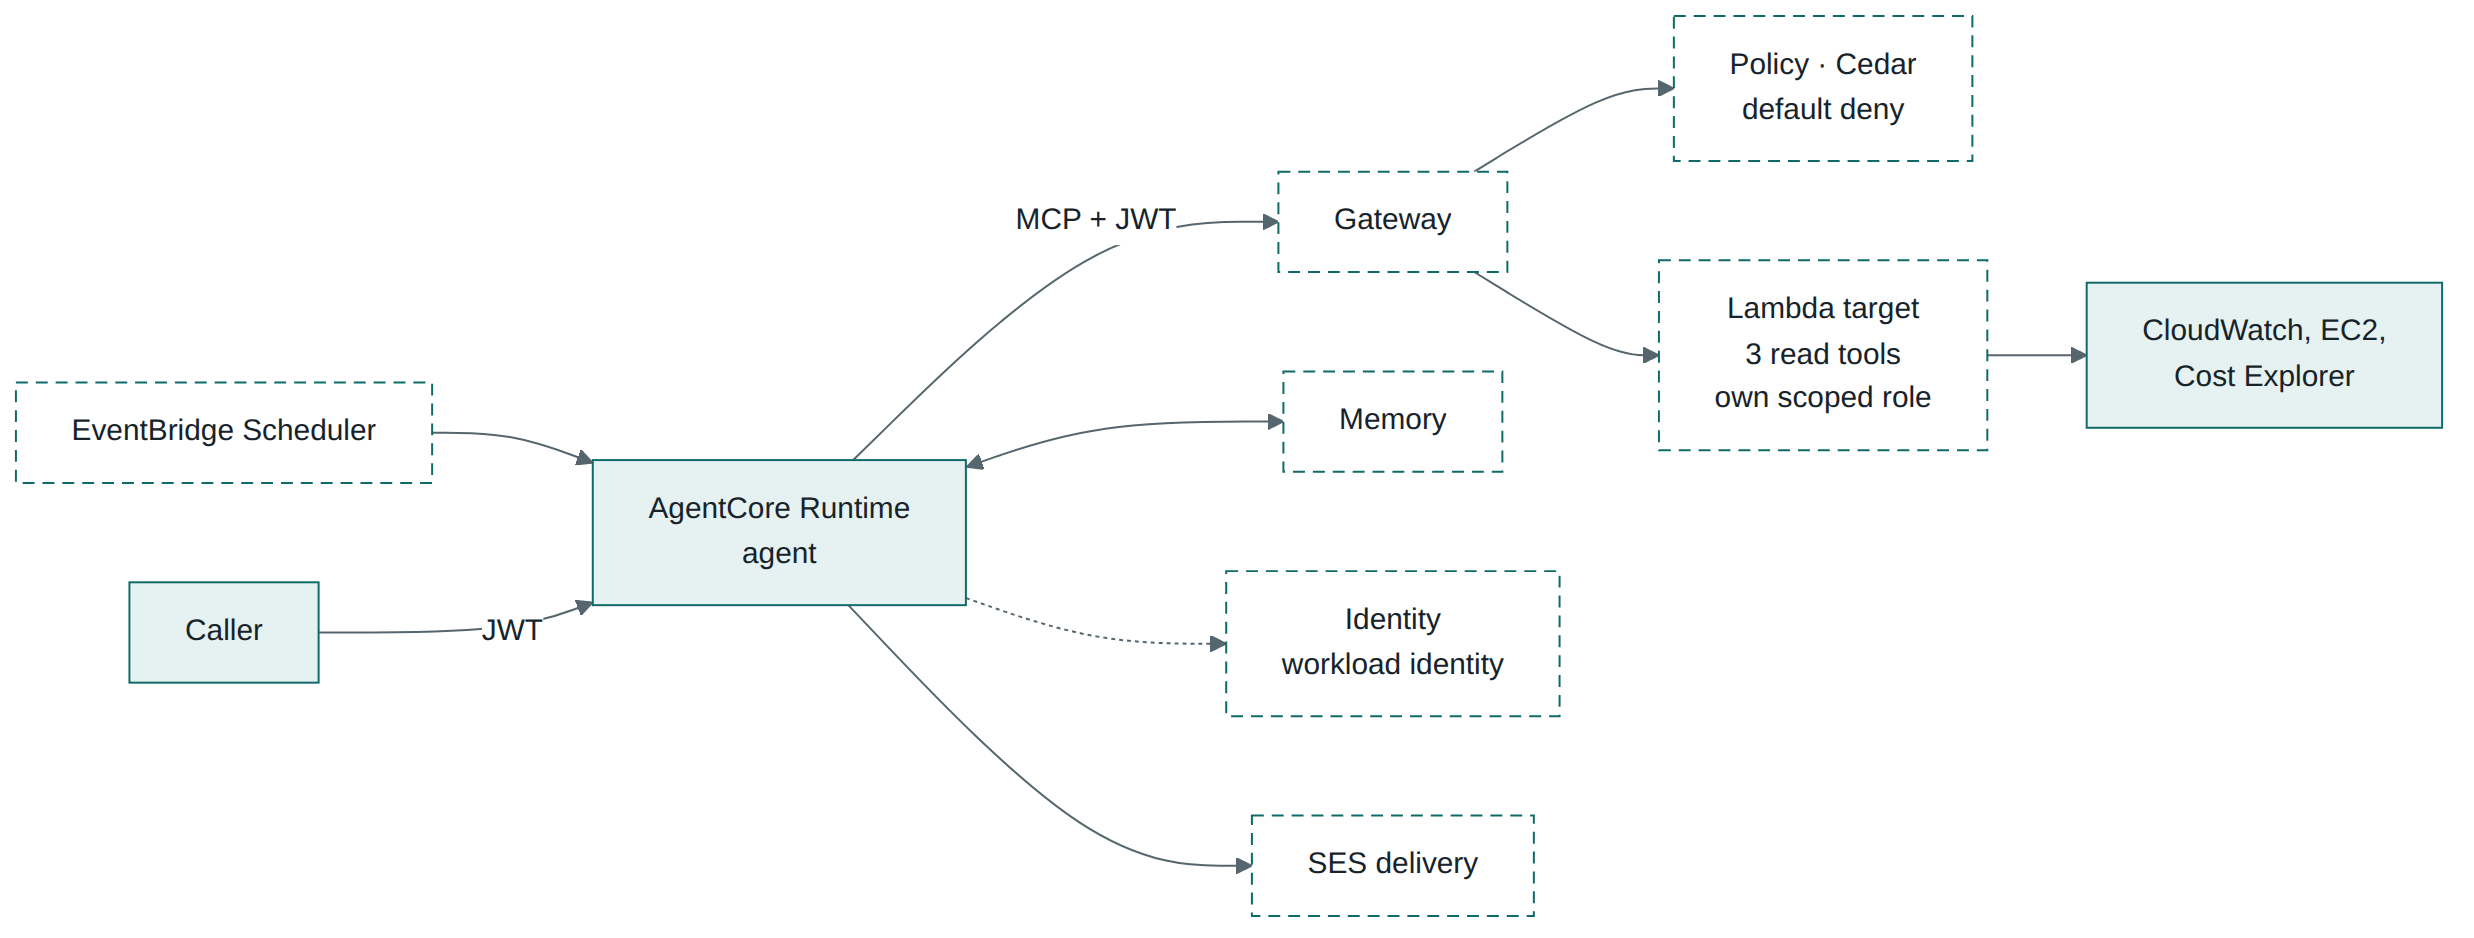 Policy · Cedar
default deny
MCP + JWT
Gateway
Lambda target
3 read tools
own scoped role
CloudWatch, EC2,
Cost Explorer
EventBridge Scheduler
Memory
AgentCore Runtime
agent
Caller
JWT
Identity
workload identity
SES delivery